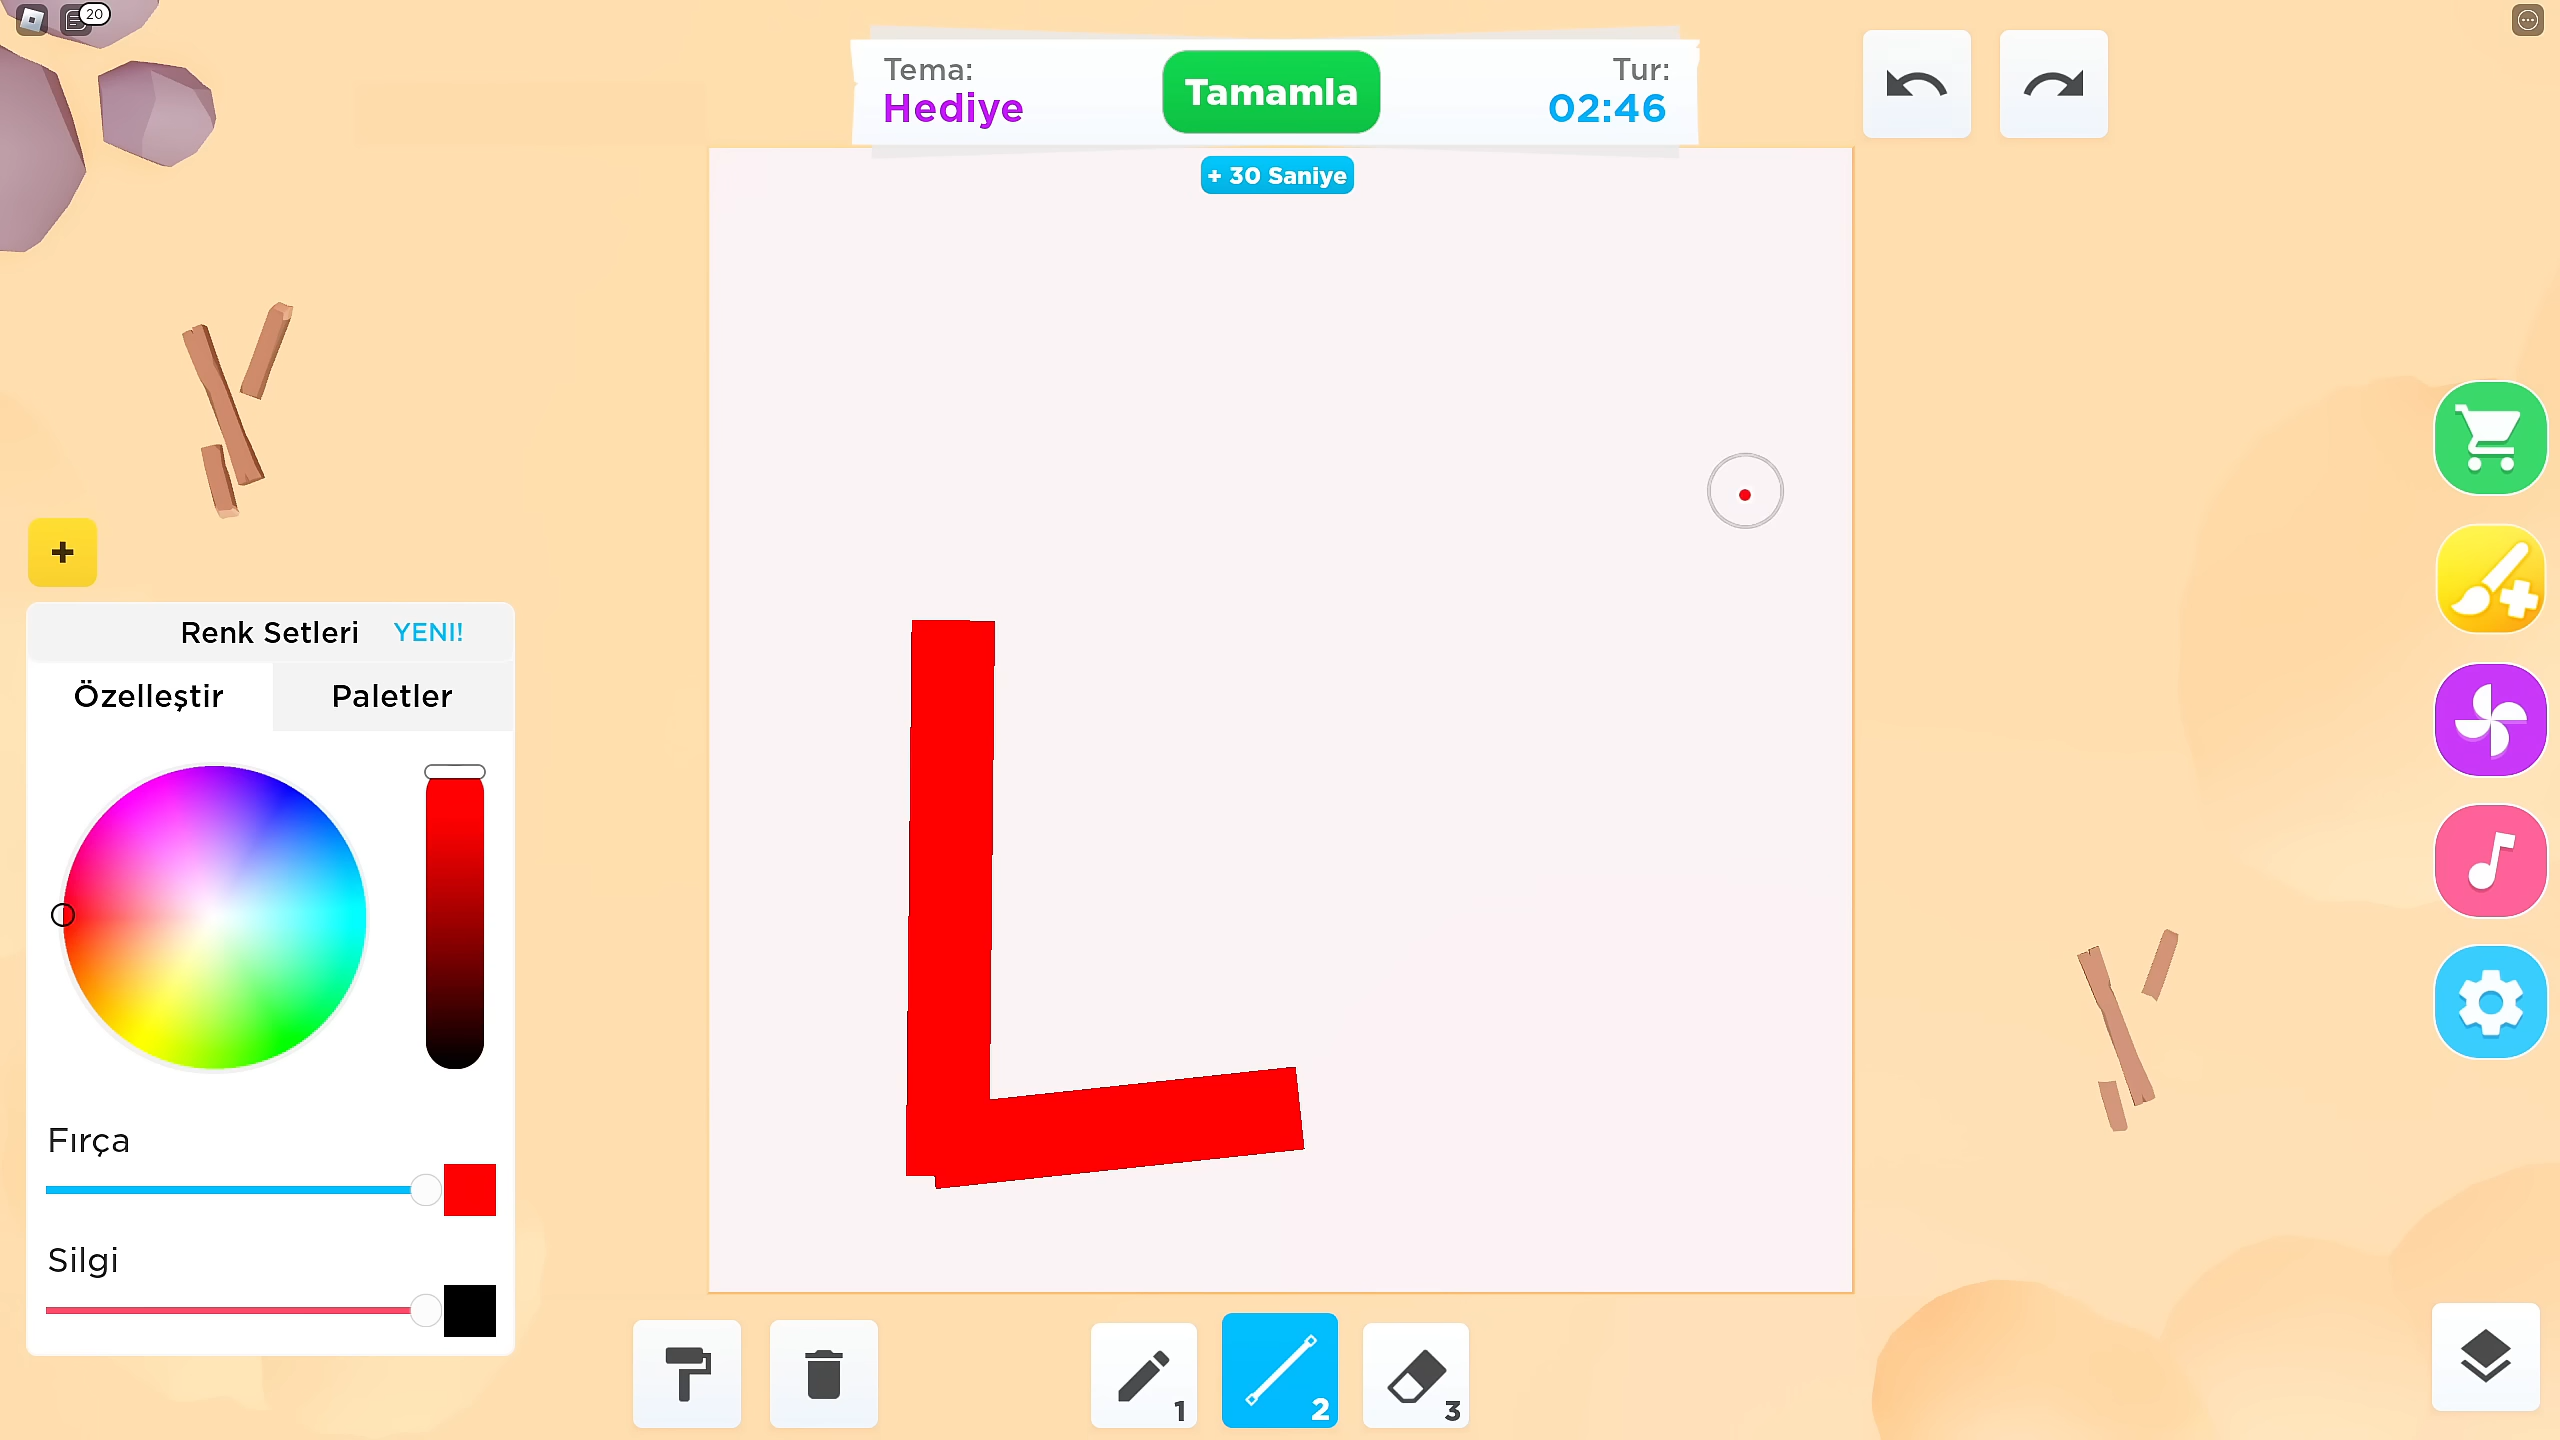 20
Tema:
Hediye
Tamamla
Tur:
02:46
+ 30 Saniye
+
Renk Setleri YENI!
Özelleştir
Paletler
Fırça
Silgi
1
2
3